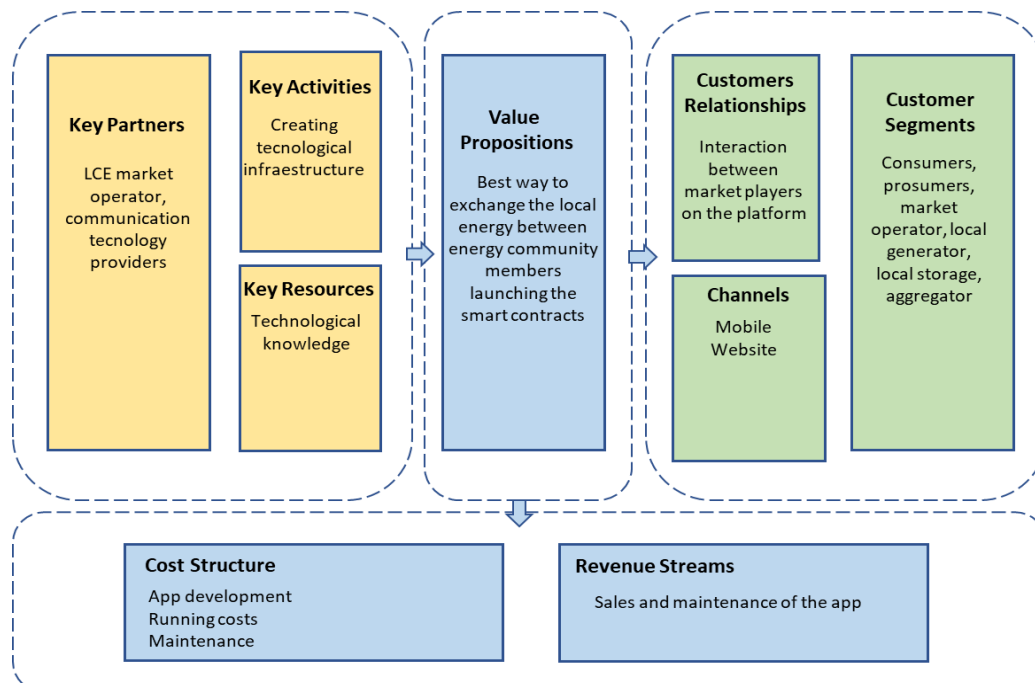 Key Partners
LCE market
operator,
communication
tecnology
providers
Key Activities
Creating
tecnological
infraestructure
Key Resources
Technological
knowledge
Value
Propositions
Best way to
exchange the local
energy between
energy community
members
launching the
smart contracts
Customers
Relationships
Interaction
between
market players
on the platform
Channels
Mobile
Website
Customer
Segments
Consumers,
prosumers,
market
operator, local
generator,
local storage,
aggregator
Cost Structure
App development
Running costs
Maintenance
Revenue Streams
Sales and maintenance of the app